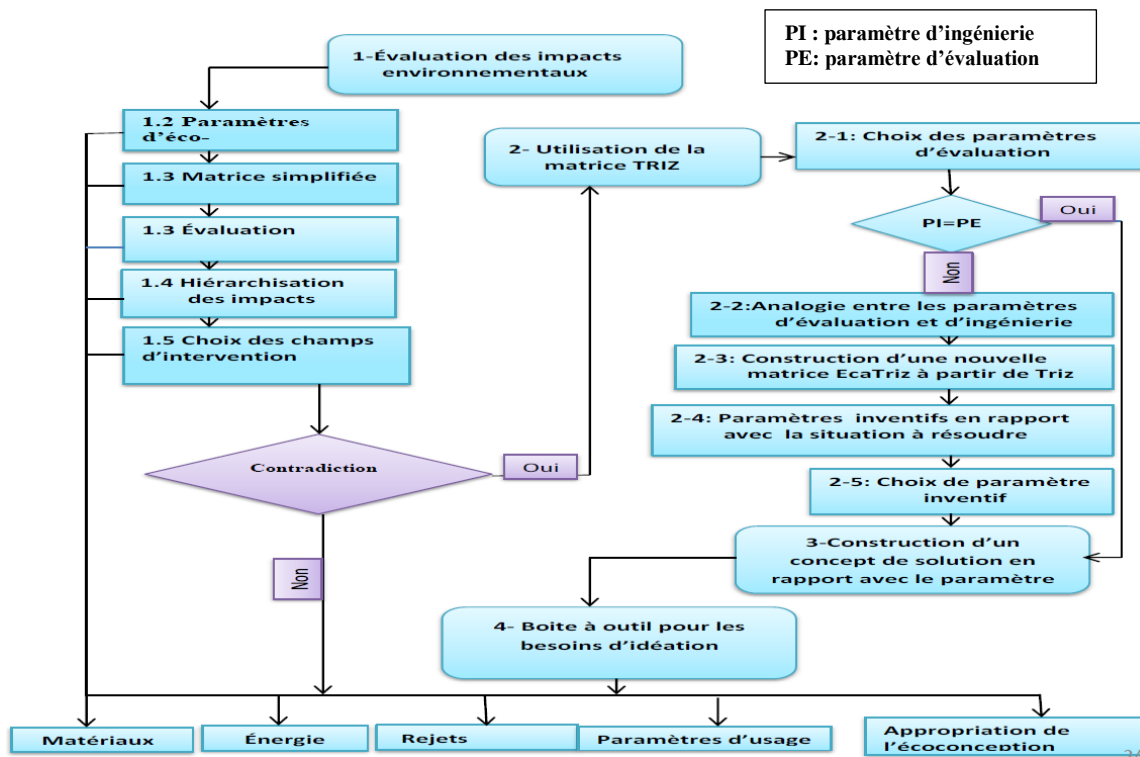 1-Évaluation des impacts
environnementaux
PI : paramètre d’ingénierie
PE: paramètre d’évaluation
1.2 Paramètres
d’éco-
1.3 Matrice simplifiée
1.3 Évaluation
1.4 Hiérarchisation
des impacts
1.5 Choix des champs
d’intervention
Contradiction
Oui
Non
2- Utilisation de la
matrice TRIZ
2-1: Choix des paramètres
d’évaluation
PI=PE
Oui
Non
2-2:Analogie entre les paramètres
d’évaluation et d’ingénierie
2-3: Construction d’une nouvelle
matrice EcaTriz à partir de Triz
2-4: Paramètres inventifs en rapport
avec la situation à résoudre
2-5: Choix de paramètre
inventif
3-Construction d’un
concept de solution en
rapport avec le paramètre
4- Boite à outil pour les
besoins d’idéation
Matériaux
Énergie
Rejets
Paramètres d’usage
Appropriation de
l’écoconception